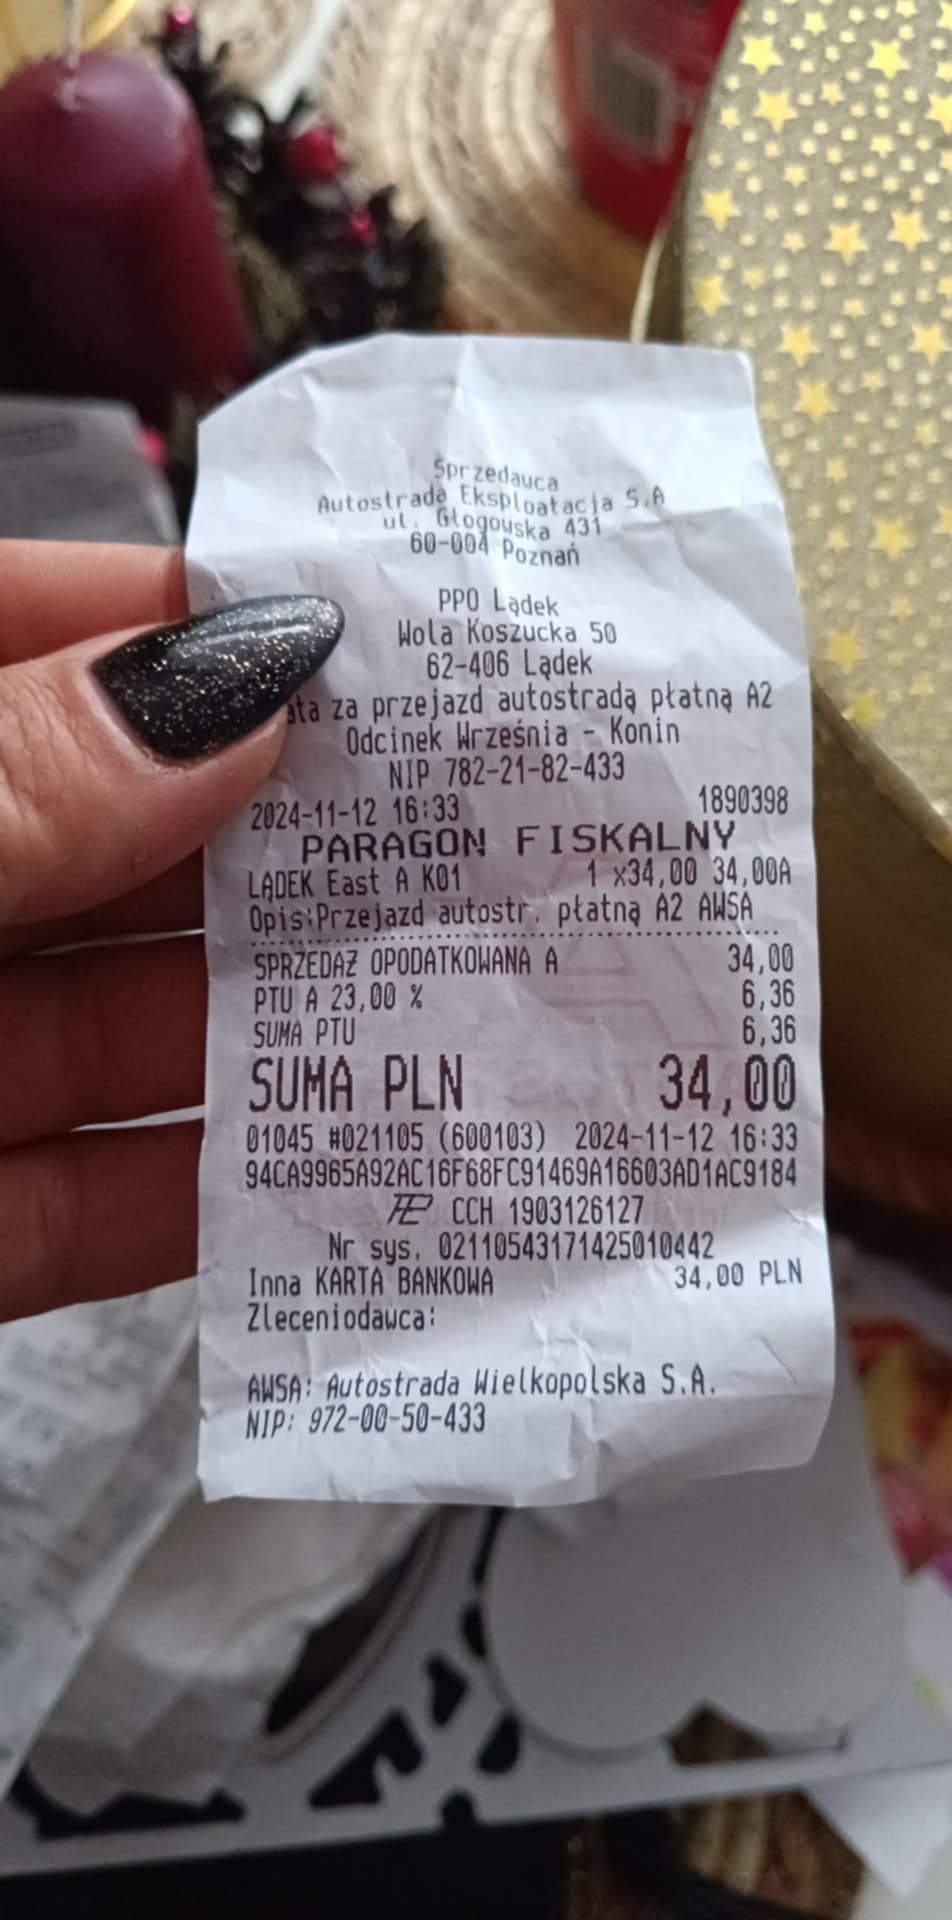 Sprzedawca
Autostrada Eksploatacja S.A
ul. Głogowska 431
60-004 Poznań
PPO Lądek
Wola Koszucka 50
62-406 Lądek
ata za przejazd autostradą płatną A2
Odcinek Września - Konin
NIP 782-21-82-433
2024-11-12 16:33 1890398
PARAGON FISKALNY
LĄDEK East A K01 1 x34,00 34,00A
Opis:Przejazd autostr. płatną A2 AWSA
SPRZEDAŻ OPODATKOWANA A 34,00
PTU A 23,00 % 6,36
SUMA PTU 6,36
SUMA PLN 34,00
01045 #021105 (600103) 2024-11-12 16:33
94CA9965A92AC16F68FC91469A16603AD1AC9184
CCH 1903126127
Nr sys. 02110543171425010442
Inna KARTA BANKOWA 34,00 PLN
Zleceniodawca:
AWSA: Autostrada Wielkopolska S.A.
NIP: 972-00-50-433